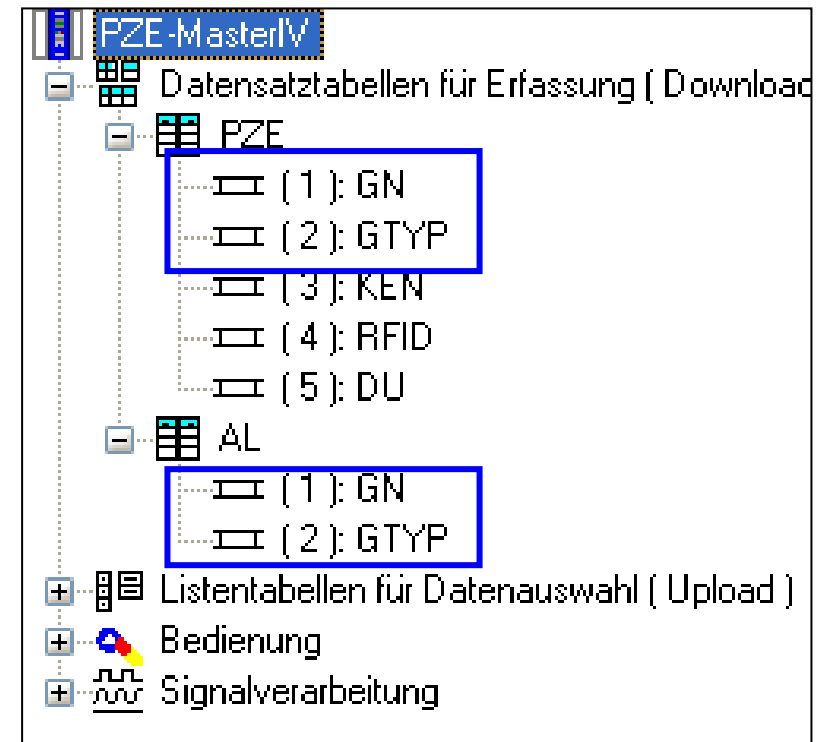 PZE-MasterIV
Datensatztabellen für Erfassung ( Download
PZE
( 1 ): GN
( 2 ): GTYP
( 3 ): KEN
( 4 ): RFID
( 5 ): DU
AL
( 1 ): GN
( 2 ): GTYP
Listentabellen für Datenauswahl ( Upload )
Bedienung
Signalverarbeitung